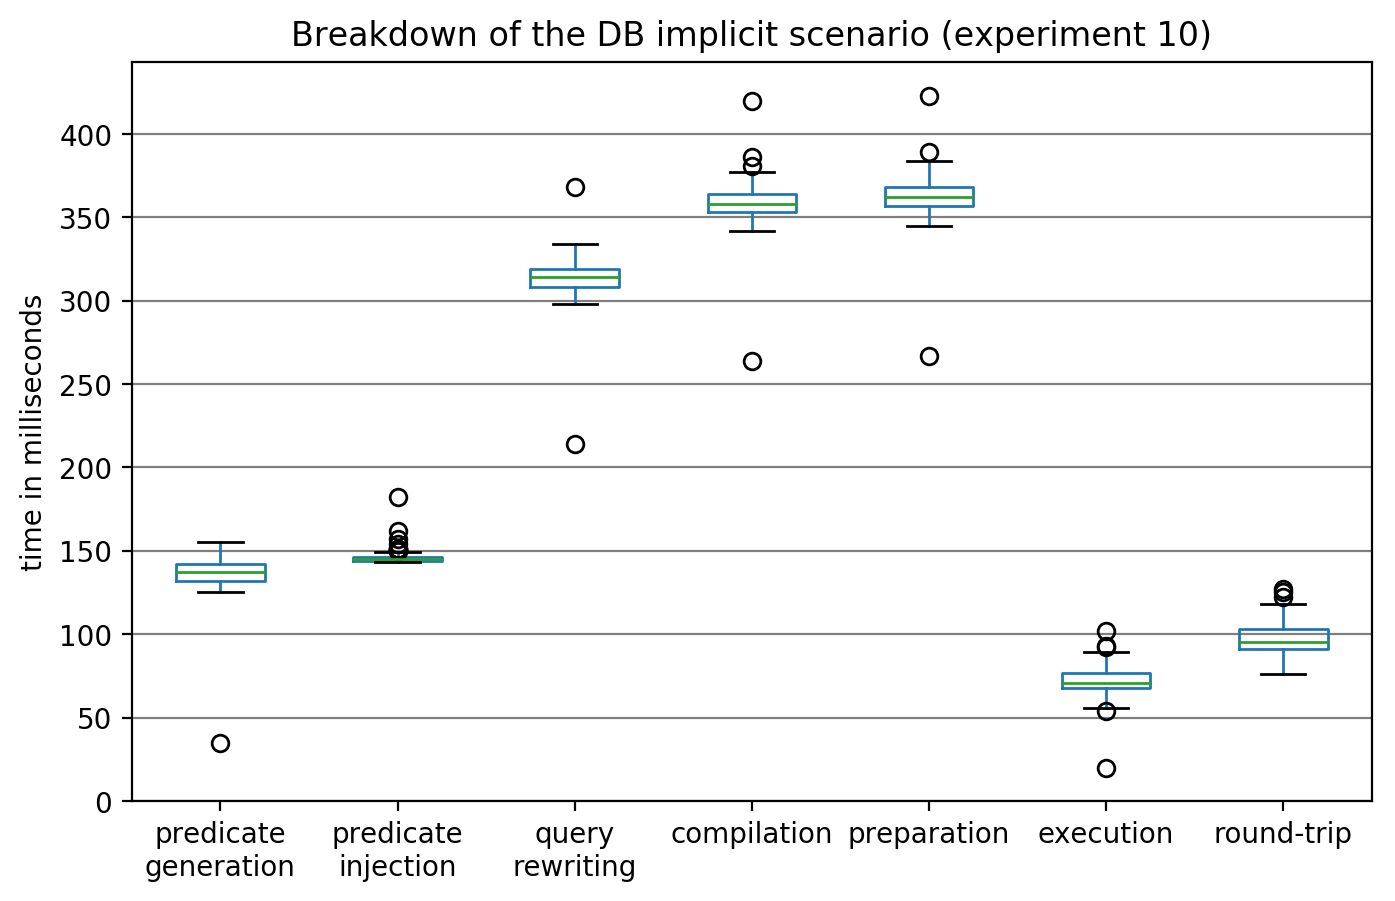 Breakdown of the DB implicit scenario (experiment 10)
time in milliseconds
400
350
300
250
200
150
100
50
0
predicate
generation
predicate
injection
query
rewriting
compilation
preparation
execution
round-trip